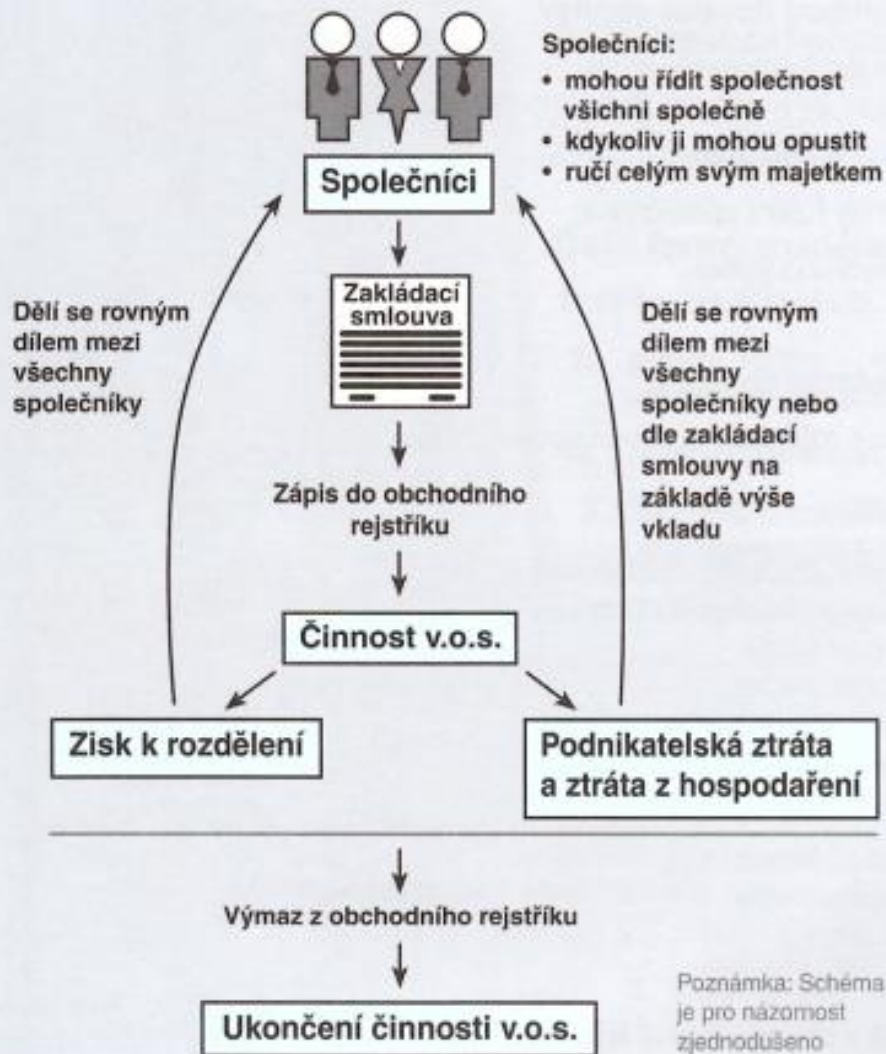 Společníci:
• mohou řídit společnost
všichni společně
• kdykoliv ji mohou opustit
• ručí celým svým majetkem
Společníci
Zakládací
smlouva
Dělí se rovným
dílem mezi
všechny
společníky
Dělí se rovným
dílem mezi
všechny
společníky nebo
dle zakládací
smlouvy na
základě výše
vkladu
Zápis do obchodního
rejstříku
Činnost v.o.s.
Zisk k rozdělení
Podnikatelská ztráta
a ztráta z hospodaření
Výmaz z obchodního rejstříku
Ukončení činnosti v.o.s.
Poznámka: Schéma
je pro názornost
zjednodušeno